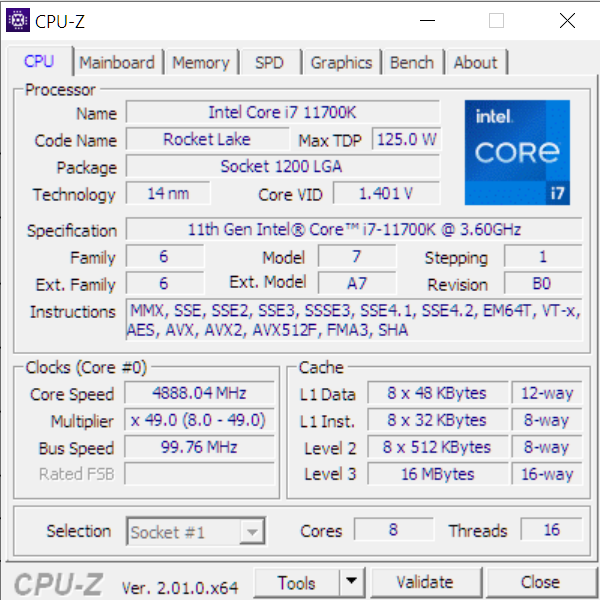 CPU-Z
CPU Mainboard Memory SPD Graphics Bench About
Processor
Name Intel Core i7 11700K
Code Name Rocket Lake Max TDP 125.0 W
Package Socket 1200 LGA
Technology 14 nm Core VID 1.401 V
intel.
CORE
i7
Specification 11th Gen Intel® Core™ i7-11700K @ 3.60GHz
Family 6 Model 7 Stepping 1
Ext. Family 6 Ext. Model A7 Revision B0
Instructions MMX, SSE, SSE2, SSE3, SSSE3, SSE4.1, SSE4.2, EM64T, VT-x,
AES, AVX, AVX2, AVX512F, FMA3, SHA
Clocks (Core #0)
Core Speed 4888.04 MHz
Multiplier x 49.0 (8.0 - 49.0)
Bus Speed 99.76 MHz
Rated FSB
Cache
L1 Data 8 x 48 KBytes 12-way
L1 Inst. 8 x 32 KBytes 8-way
Level 2 8 x 512 KBytes 8-way
Level 3 16 MBytes 16-way
Selection Socket #1 Cores 8 Threads 16
CPU-Z Ver. 2.01.0.x64 Tools Validate Close